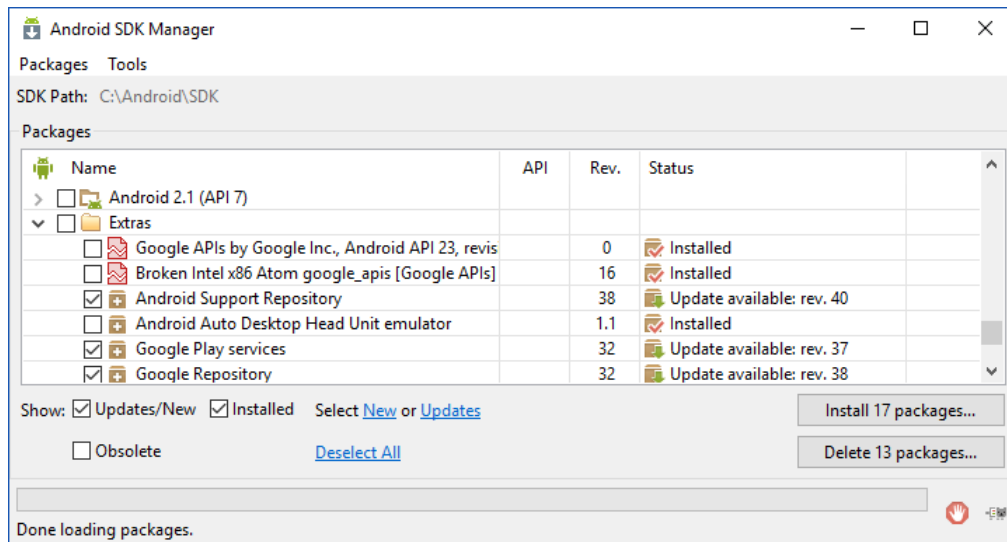 Android SDK Manager
Packages Tools
SDK Path: C:\Android\SDK
Packages
Name API Rev. Status
Android 2.1 (API 7)
Extras
Google APIs by Google Inc., Android API 23, revis 0 Installed
Broken Intel x86 Atom google_apis [Google APIs] 16 Installed
Android Support Repository 38 Update available: rev. 40
Android Auto Desktop Head Unit emulator 1.1 Installed
Google Play services 32 Update available: rev. 37
Google Repository 32 Update available: rev. 38
Show: Updates/New Installed Select New or Updates Install 17 packages...
Obsolete Deselect All Delete 13 packages...
Done loading packages.